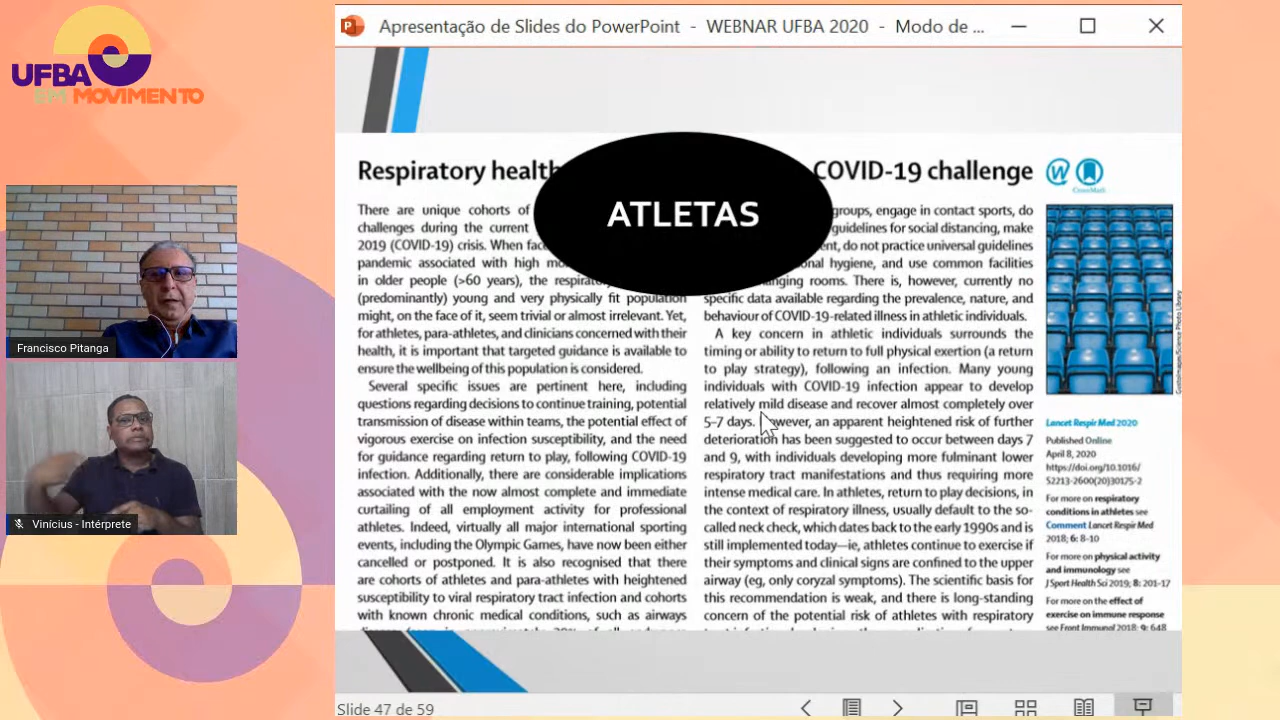 Apresentação de Slides do PowerPoint - WEBNAR UFBA 2020 - Modo de ...
UFBA
EM MOVIMENTO
Respiratory health
COVID-19 challenge
ATLETAS
There are unique cohorts of
challenges during the current
2019 (COVID-19) crisis. When
pandemic associated with high
in older people (>60 years), the
(predominantly) young and very physically fit population
might, on the face of it, seem trivial or almost irrelevant. Yet,
for athletes, para-athletes, and clinicians concerned with their
health, it is important that targeted guidance is available to
ensure the wellbeing of this population is considered.
Several specific issues are pertinent here, including
questions regarding decisions to continue training, potential
transmission of disease within teams, the potential effect of
vigorous exercise on infection susceptibility, and the need
for guidance regarding return to play, following COVID-19
infection. Additionally, there are considerable implications
associated with the now almost complete and immediate
curtailing of all employment activity for professional
athletes. Indeed, virtually all major international sporting
events, including the Olympic Games, have now been either
cancelled or postponed. It is also recognised that there
are cohorts of athletes and para-athletes with heightened
susceptibility to viral respiratory tract infection and cohorts
with known chronic medical conditions, such as airways
groups, engage in contact sports, do
guidelines for social distancing, make
do not practice universal guidelines
hygiene, and use common facilities
rooms. There is, however, currently no
specific data available regarding the prevalence, nature, and
behaviour of COVID-19-related illness in athletic individuals.
A key concern in athletic individuals surrounds the
timing or ability to return to full physical exertion (a return
to play strategy), following an infection. Many young
individuals with COVID-19 infection appear to develop
relatively mild disease and recover almost completely over
5–7 days. However, an apparent heightened risk of further
deterioration has been suggested to occur between days 7
and 9, with individuals developing more fulminant lower
respiratory tract manifestations and thus requiring more
intense medical care. In athletes, return to play decisions, in
the context of respiratory illness, usually default to the so-
called neck check, which dates back to the early 1990s and is
still implemented today—ie, athletes continue to exercise if
their symptoms and clinical signs are confined to the upper
airway (eg, only coryzal symptoms). The scientific basis for
this recommendation is weak, and there is long-standing
concern of the potential risk of athletes with respiratory
CrossMark
Lancet Respir Med 2020
Published Online
April 8, 2020
https://doi.org/10.1016/
S2213-2600(20)30175-2
For more on respiratory
conditions in athletes see
Comment Lancet Respir Med
2018; 6: 8-10
For more on physical activity
and immunology see
J Sport Health Sci 2019; 8: 201-17
For more on the effect of
exercise on immune response
see Front Immunol 2018; 9: 648
Francisco Pitanga
Vinícius - Intérprete
Slide 47 de 59